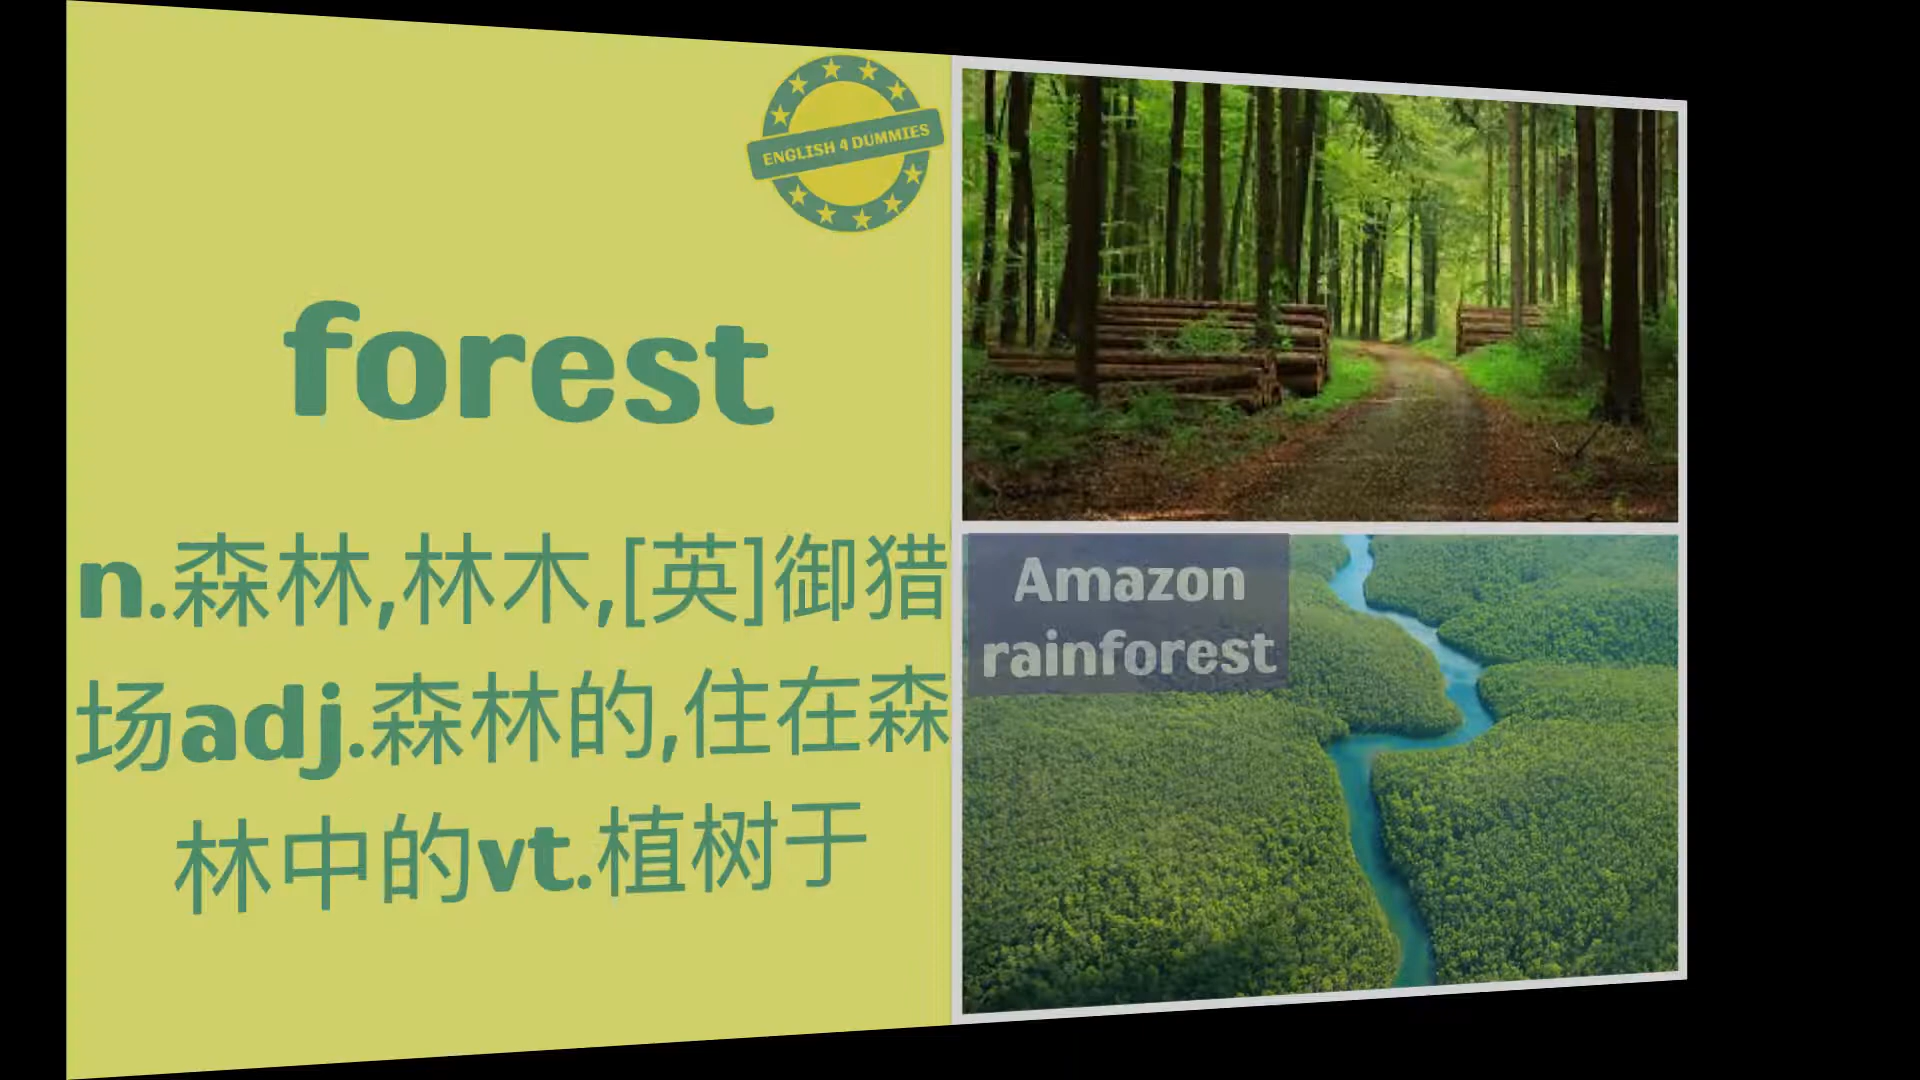 ENGLISH 4 DUMMIES
forest
n.森林,林木,[英]御猎
场adj.森林的,住在森
林中的vt.植树于
Amazon
rainforest